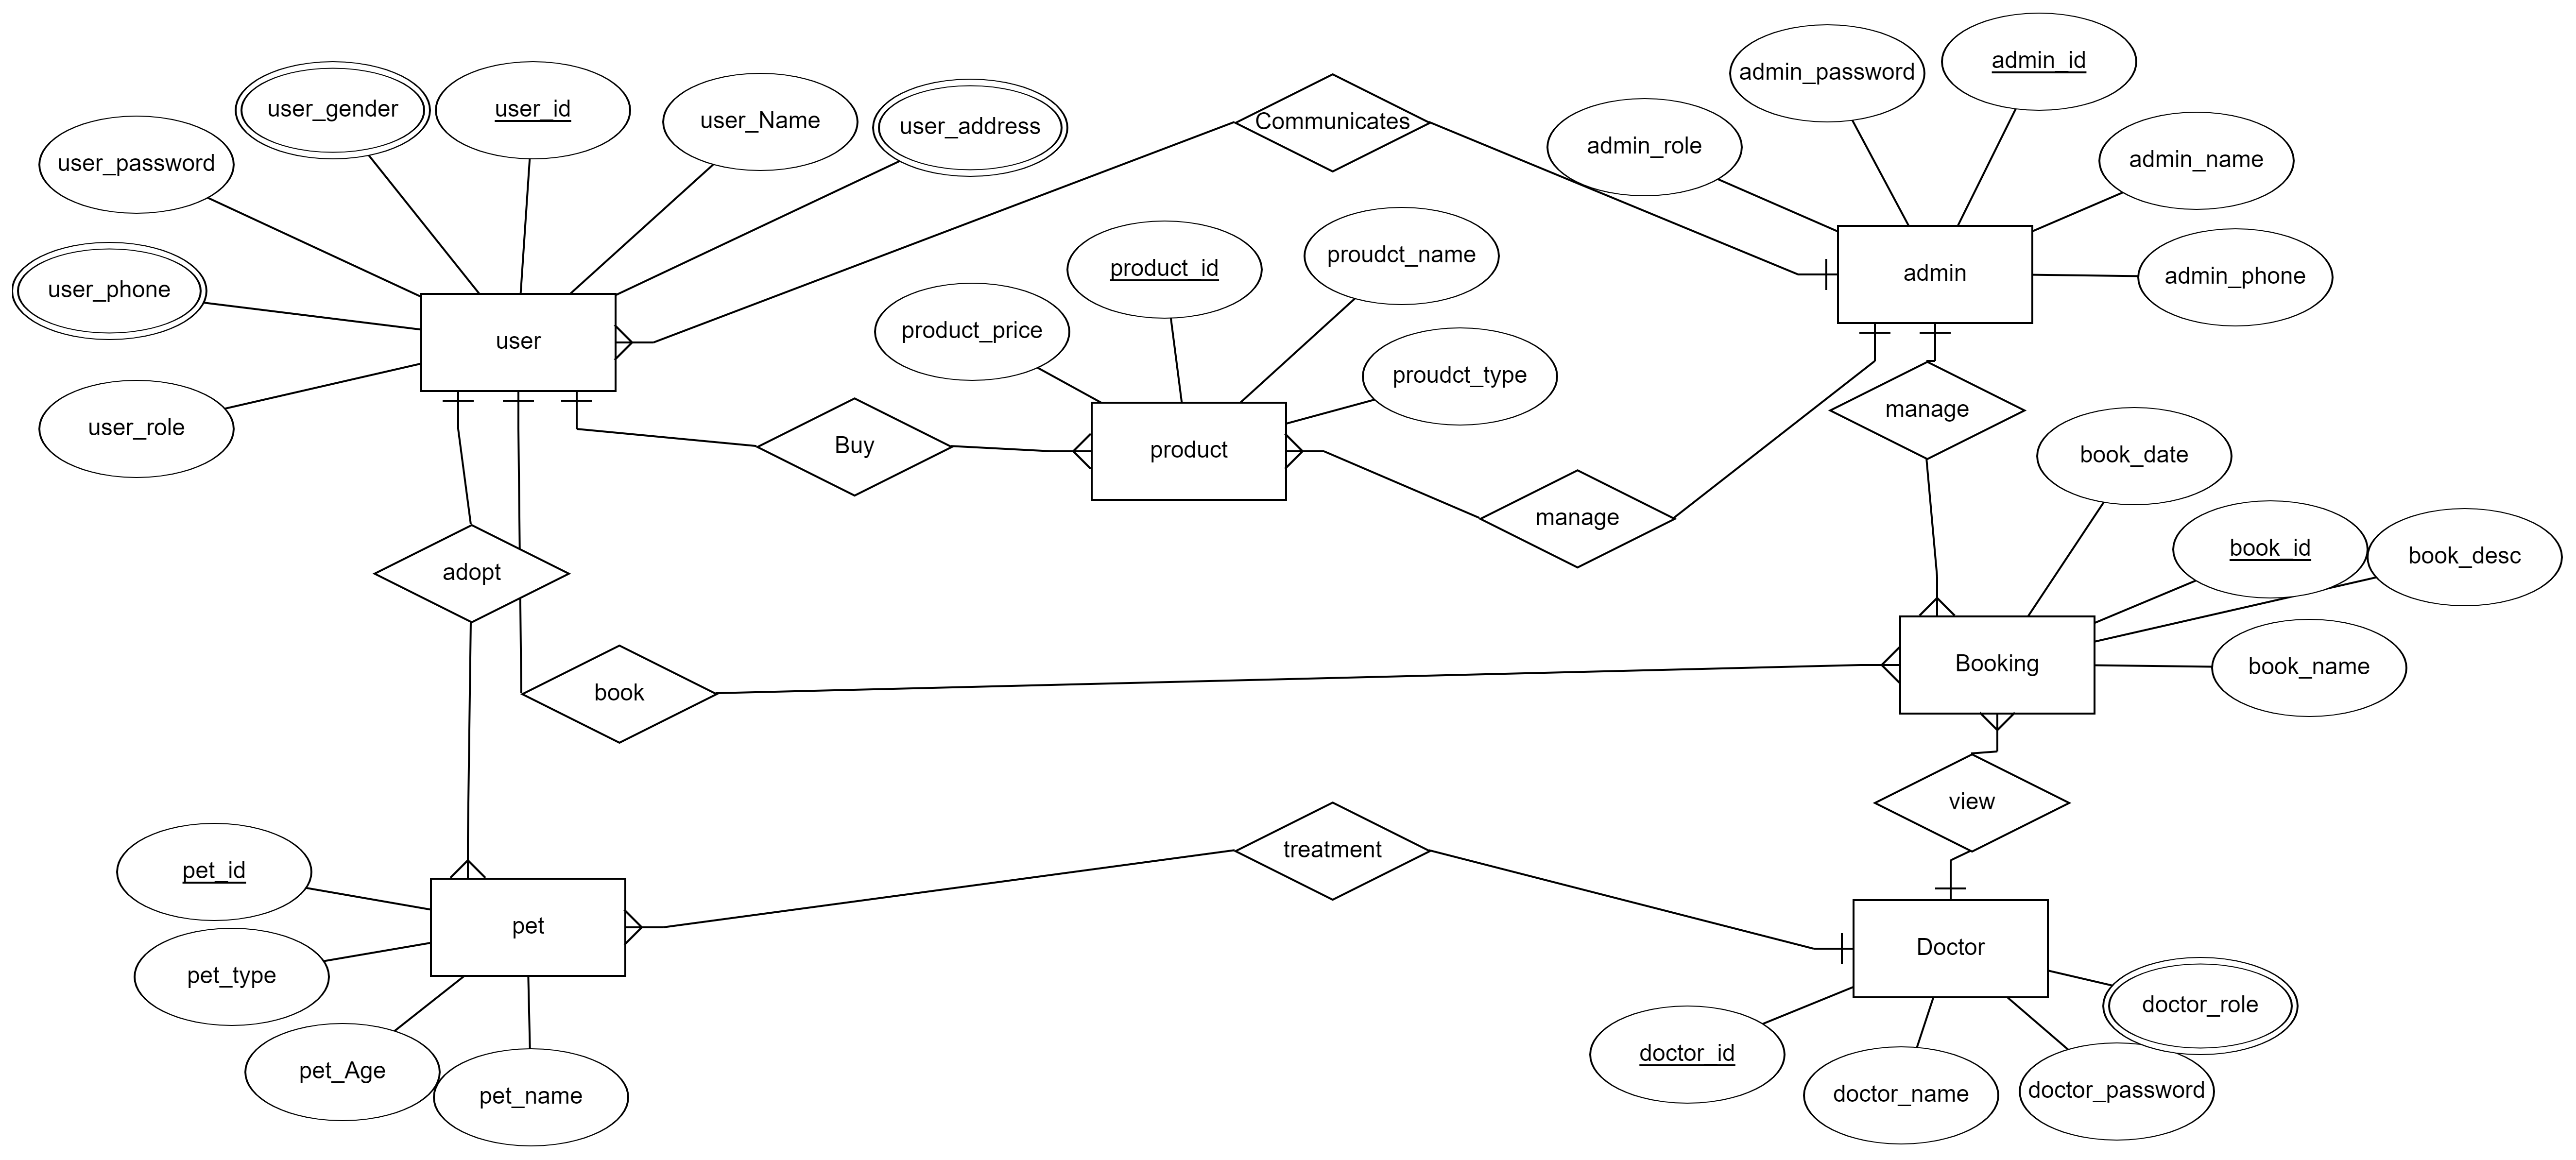 admin_id
admin_password
user_gender
user_id
user_Name
user_address
Communicates
admin_role
admin_name
user_password
proudct_name
product_id
admin
admin_phone
user_phone
product_price
user
proudct_type
manage
user_role
Buy
product
book_date
manage
book_id
book_desc
adopt
Booking
book_name
book
view
treatment
pet_id
pet
Doctor
pet_type
doctor_role
doctor_id
pet_Age
pet_name
doctor_name
doctor_password